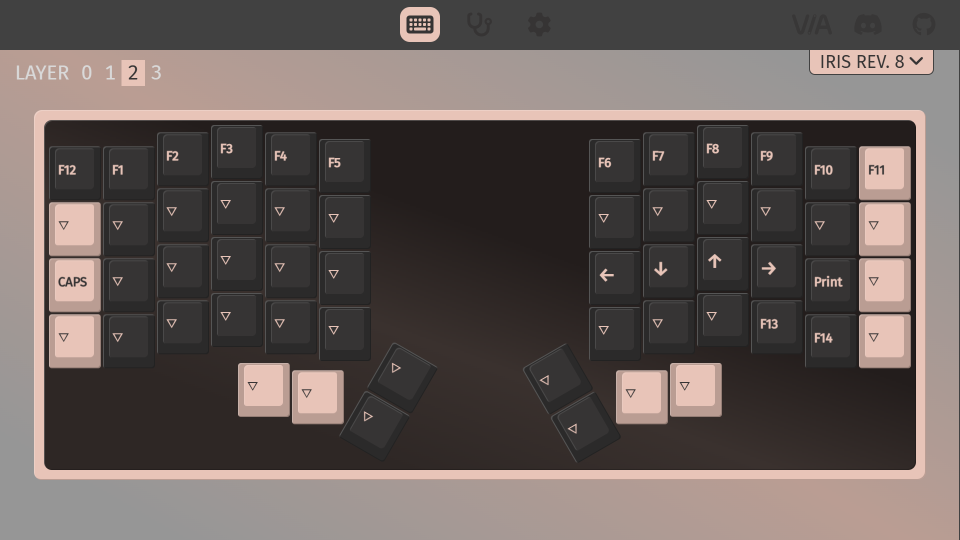 VIA
LAYER 0 1 2 3
IRIS REV. 8
F12 F1 F2 F3 F4 F5 F6 F7 F8 F9 F10 F11
CAPS Print
F13 F14